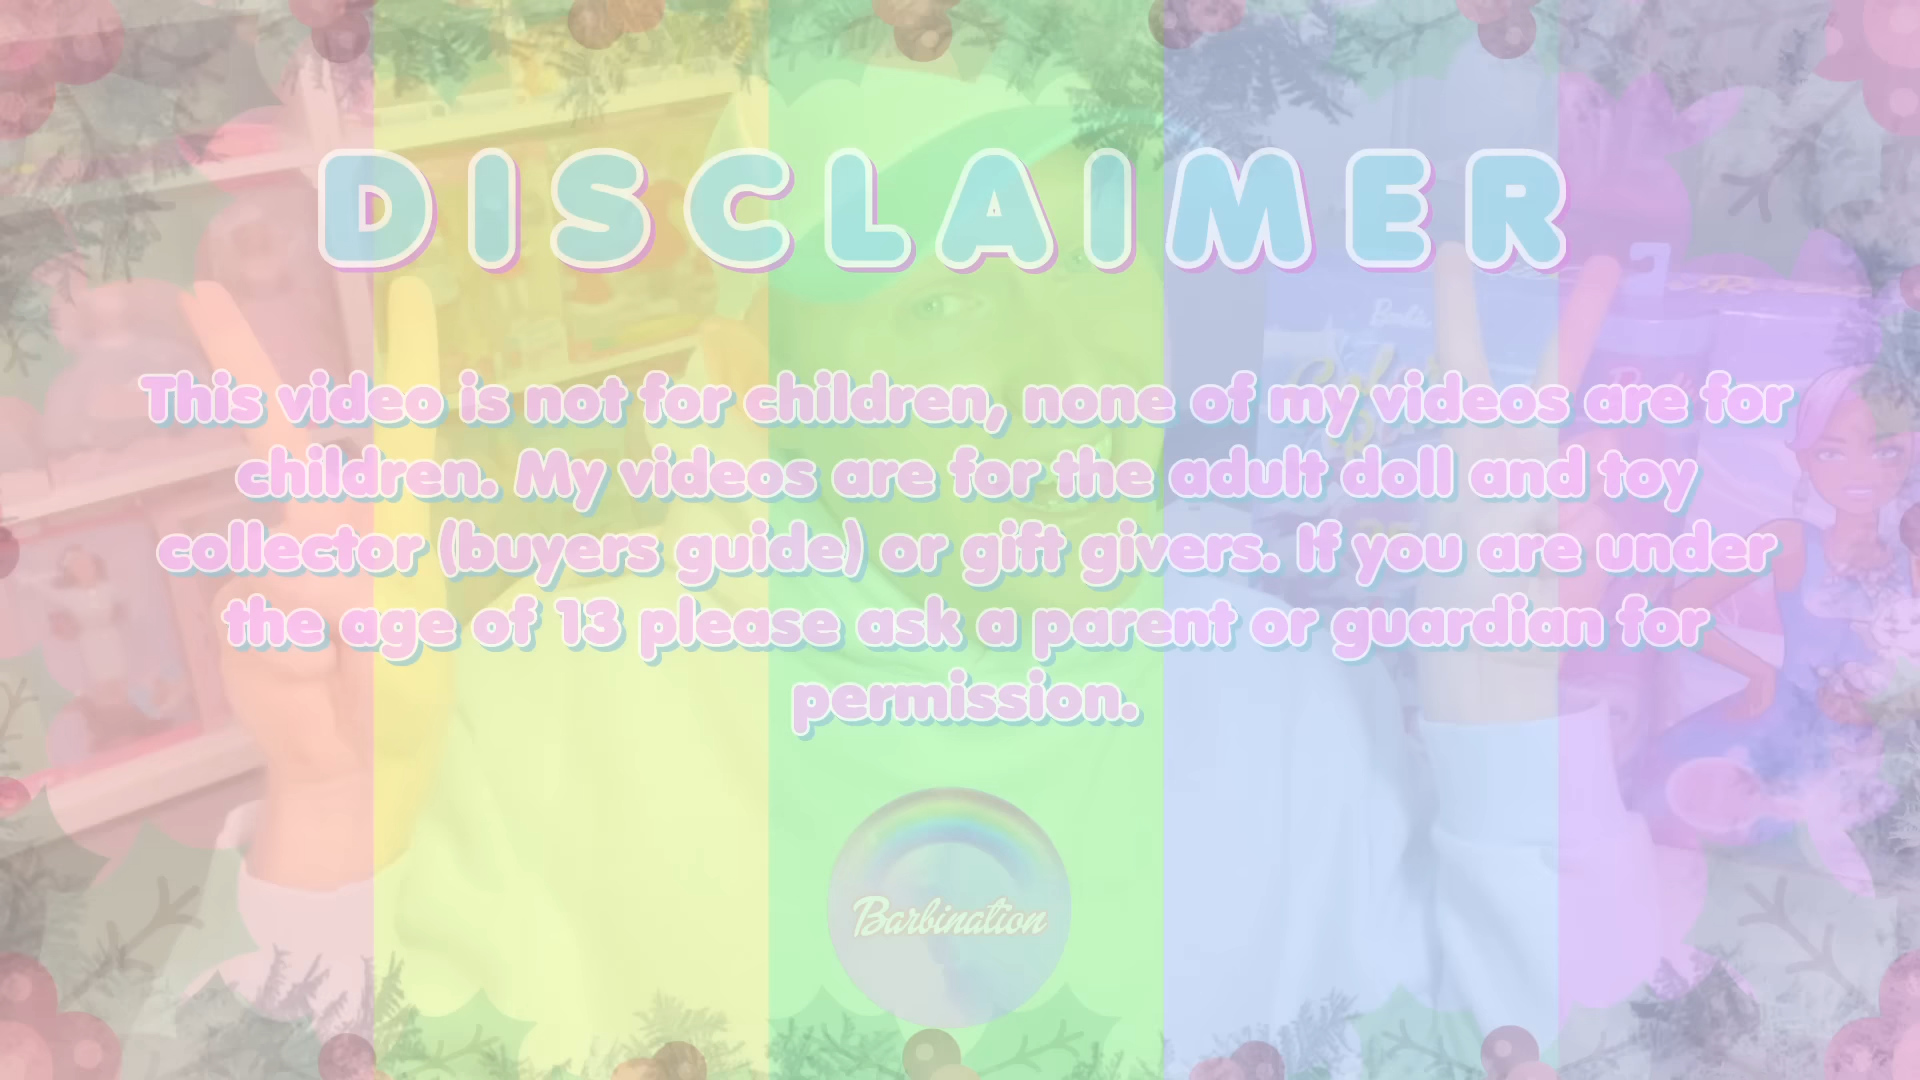 DISCLAIMER
This video is not for children, none of my videos are for
children. My videos are for the adult doll and toy
collector (buyers guide) or gift givers. If you are under
the age of 13 please ask a parent or guardian for
permission.
Barbination
Barbie